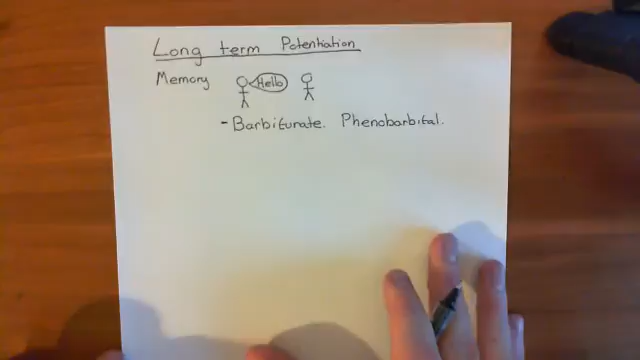 Long term Potentiation
Memory Hello
- Barbiturate. Phenobarbital.